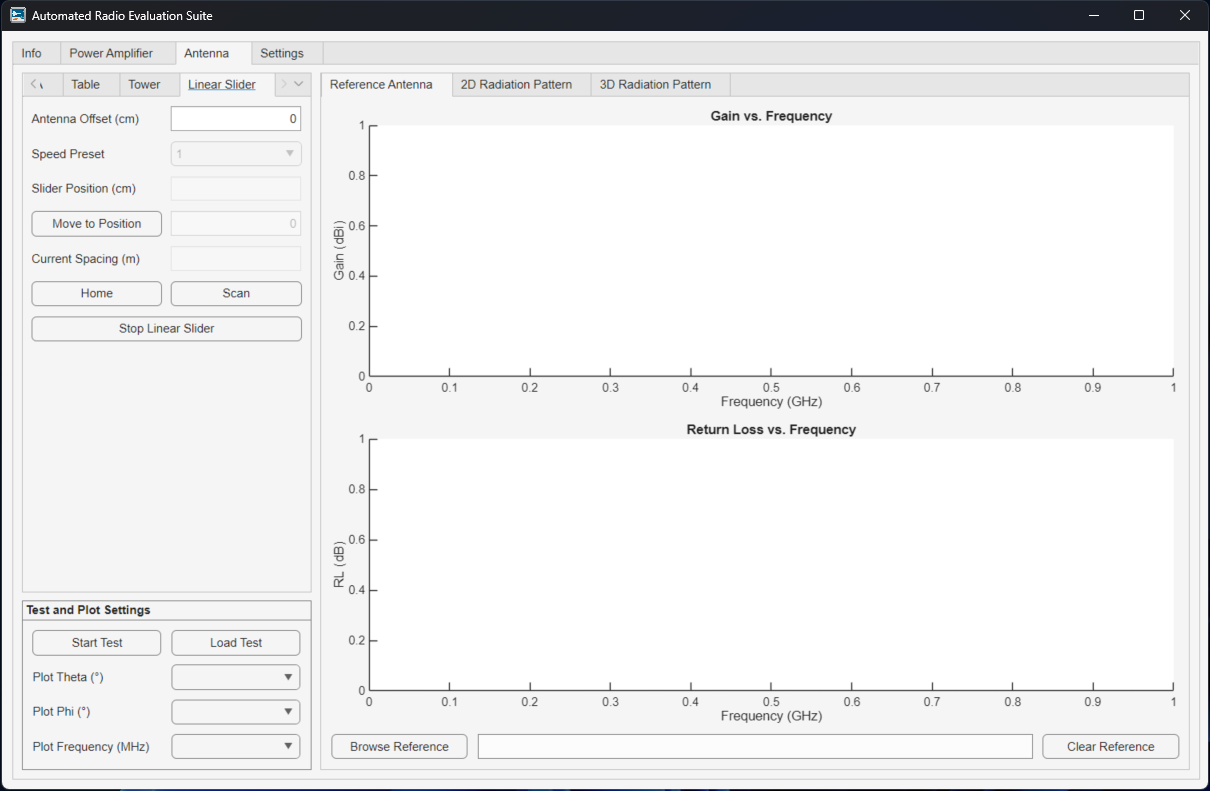 Automated Radio Evaluation Suite
Info Power Amplifier Antenna Settings
Table Tower Linear Slider
Antenna Offset (cm) 0
Speed Preset 1
Slider Position (cm)
Move to Position 0
Current Spacing (m)
Home Scan
Stop Linear Slider
Test and Plot Settings
Start Test Load Test
Plot Theta (°)
Plot Phi (°)
Plot Frequency (MHz)
Reference Antenna 2D Radiation Pattern 3D Radiation Pattern
Gain vs. Frequency
1
0.8
0.6
0.4
0.2
0
Gain (dBi)
0 0.1 0.2 0.3 0.4 0.5 0.6 0.7 0.8 0.9 1
Frequency (GHz)
Return Loss vs. Frequency
1
0.8
0.6
0.4
0.2
0
RL (dB)
0 0.1 0.2 0.3 0.4 0.5 0.6 0.7 0.8 0.9 1
Frequency (GHz)
Browse Reference Clear Reference